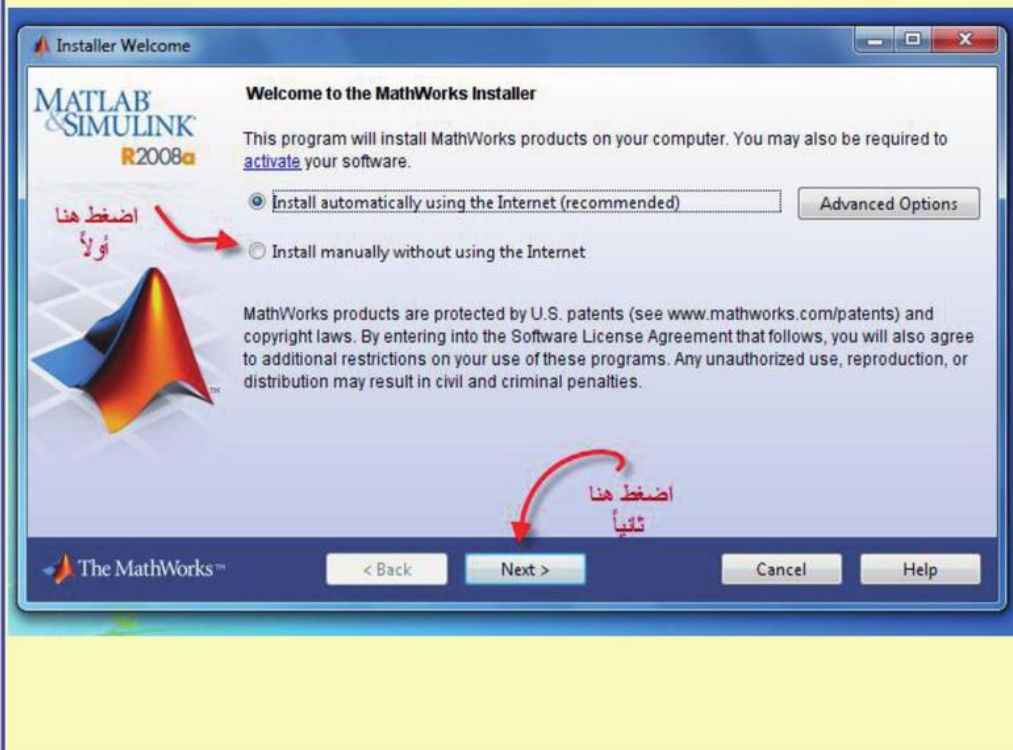 Installer Welcome
MATLAB
&SIMULINK
R2008a
Welcome to the MathWorks Installer
This program will install MathWorks products on your computer. You may also be required to
activate your software.
Install automatically using the Internet (recommended)
Advanced Options
اضغط هنا
أولاً
Install manually without using the Internet
MathWorks products are protected by U.S. patents (see www.mathworks.com/patents) and
copyright laws. By entering into the Software License Agreement that follows, you will also agree
to additional restrictions on your use of these programs. Any unauthorized use, reproduction, or
distribution may result in civil and criminal penalties.
TM
اضغط هنا
ثانياً
The MathWorks™
< Back
Next >
Cancel
Help